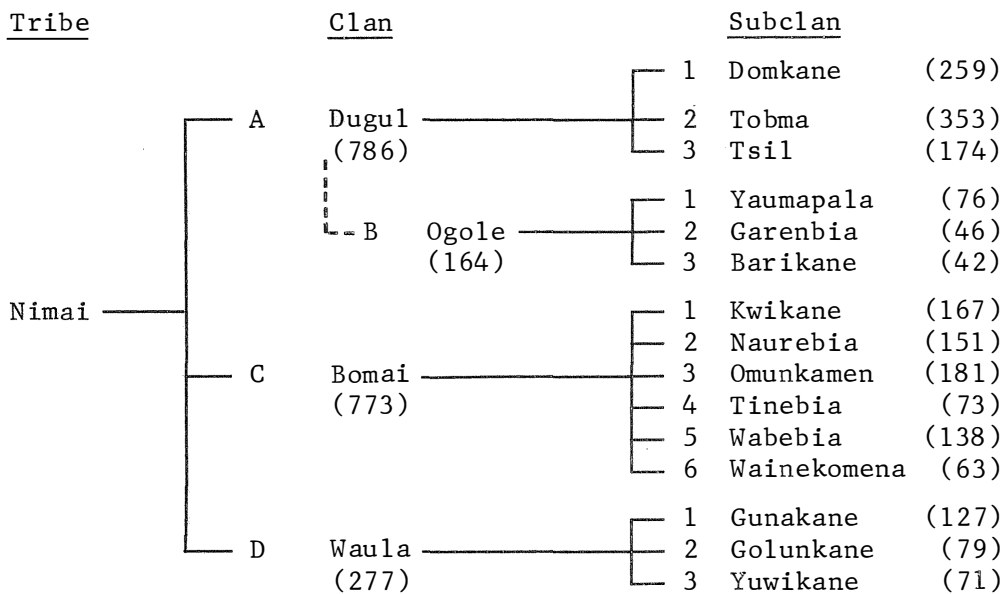 Tribe Clan Subclan
1 Domkane (259)
A Dugul 2 Tobma (353)
(786) 3 Tsil (174)
1 Yaumapala (76)
B Ogole 2 Garenbia (46)
(164) 3 Barikane (42)
Nimai 1 Kwikane (167)
2 Naurebia (151)
C Bomai 3 Omunkamen (181)
(773) 4 Tinebia (73)
5 Wabebia (138)
6 Wainekomena (63)
1 Gunakane (127)
D Waula 2 Golunkane (79)
(277) 3 Yuwikane (71)